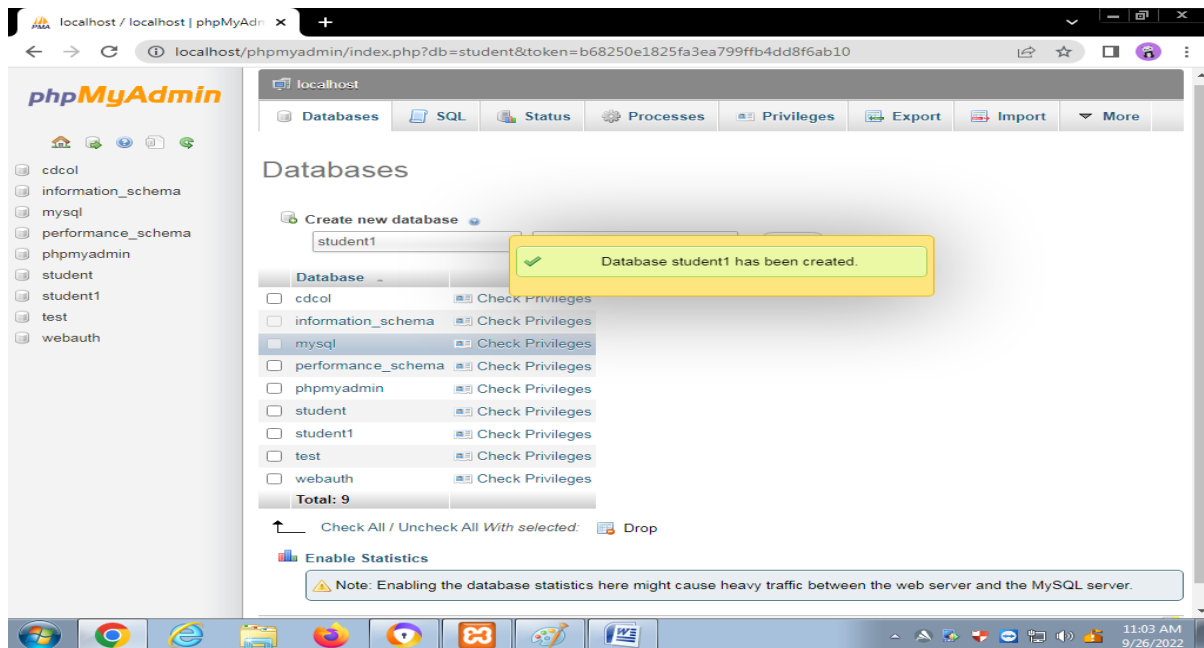 localhost / localhost | phpMyAdm
localhost/phpmyadmin/index.php?db=student&token=b68250e1825fa3ea799ffb4dd8f6ab10
phpMyAdmin
cdcol
information_schema
mysql
performance_schema
phpmyadmin
student
student1
test
webauth
localhost
Databases SQL Status Processes Privileges Export Import More
Databases
Create new database
student1
Database student1 has been created.
Database
cdcol Check Privileges
information_schema Check Privileges
mysql Check Privileges
performance_schema Check Privileges
phpmyadmin Check Privileges
student Check Privileges
student1 Check Privileges
test Check Privileges
webauth Check Privileges
Total: 9
Check All / Uncheck All With selected: Drop
Enable Statistics
Note: Enabling the database statistics here might cause heavy traffic between the web server and the MySQL server.
11:03 AM
9/26/2022